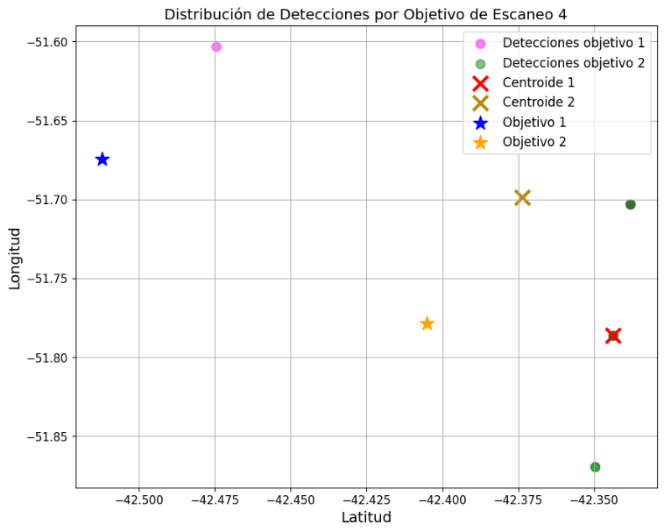 Distribución de Detecciones por Objetivo de Escaneo 4
Detecciones objetivo 1
Detecciones objetivo 2
Centroide 1
Centroide 2
Objetivo 1
Objetivo 2
−51.60
−51.65
−51.70
−51.75
−51.80
−51.85
Longitud
−42.500 −42.475 −42.450 −42.425 −42.400 −42.375 −42.350
Latitud